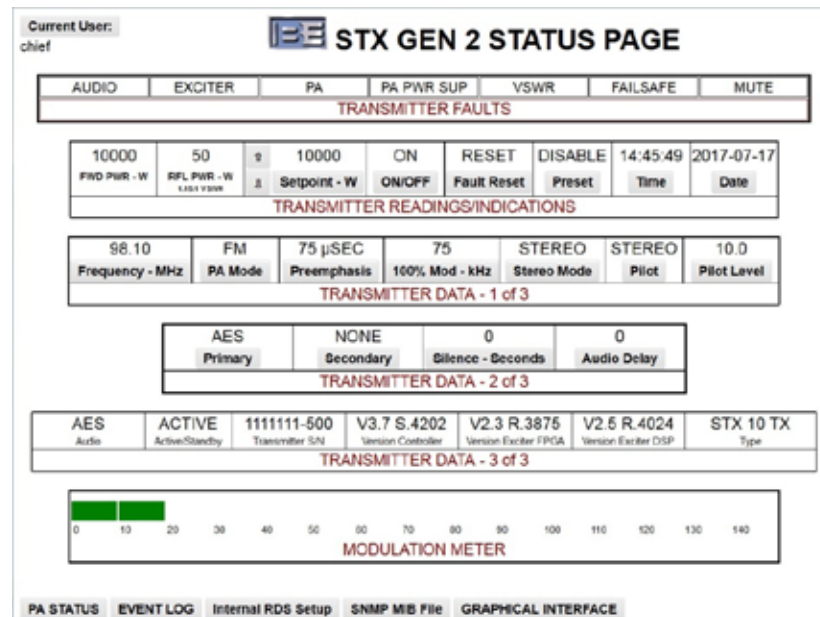 Current User:
chief
BE STX GEN 2 STATUS PAGE
AUDIO EXCITER PA PA PWR SUP VSWR FAILSAFE MUTE
TRANSMITTER FAULTS
10000 50 ⇧ 10000 ON RESET DISABLE 14:45:49 2017-07-17
FWD PWR - W RFL PWR - W Setpoint - W ON/OFF Fault Reset Preset Time Date
VSWR
TRANSMITTER READINGS/INDICATIONS
98.10 FM 75 µSEC 75 STEREO STEREO 10.0
Frequency - MHz PA Mode Preemphasis 100% Mod - kHz Stereo Mode Pilot Pilot Level
TRANSMITTER DATA - 1 of 3
AES NONE 0 0
Primary Secondary Silence - Seconds Audio Delay
TRANSMITTER DATA - 2 of 3
AES ACTIVE 1111111-500 V3.7 S.4202 V2.3 R.3875 V2.5 R.4024 STX 10 TX
Audio Active/Standby Transmitter S/N Version Controller Version Exciter FPGA Version Exciter DSP Type
TRANSMITTER DATA - 3 of 3
0 10 20 30 40 50 60 70 80 90 100 110 120 130 140
MODULATION METER
PA STATUS EVENT LOG Internal RDS Setup SNMP MIB File GRAPHICAL INTERFACE